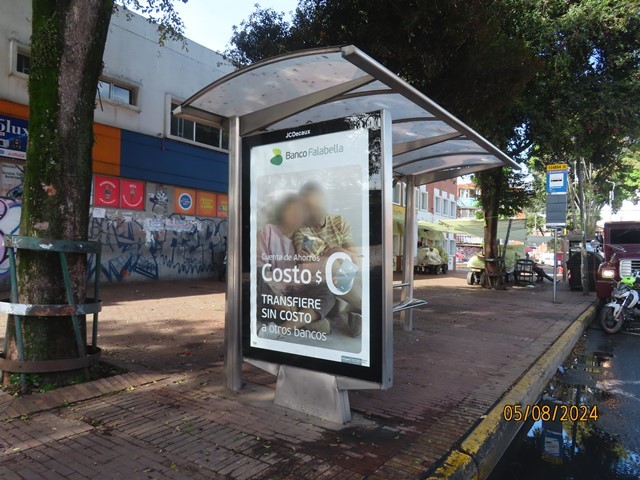 JCDecaux
Banco Falabella
Cuenta de Ahorros
Costo $ 0
TRANSFIERE
SIN COSTO
a otros bancos
05/08/2024